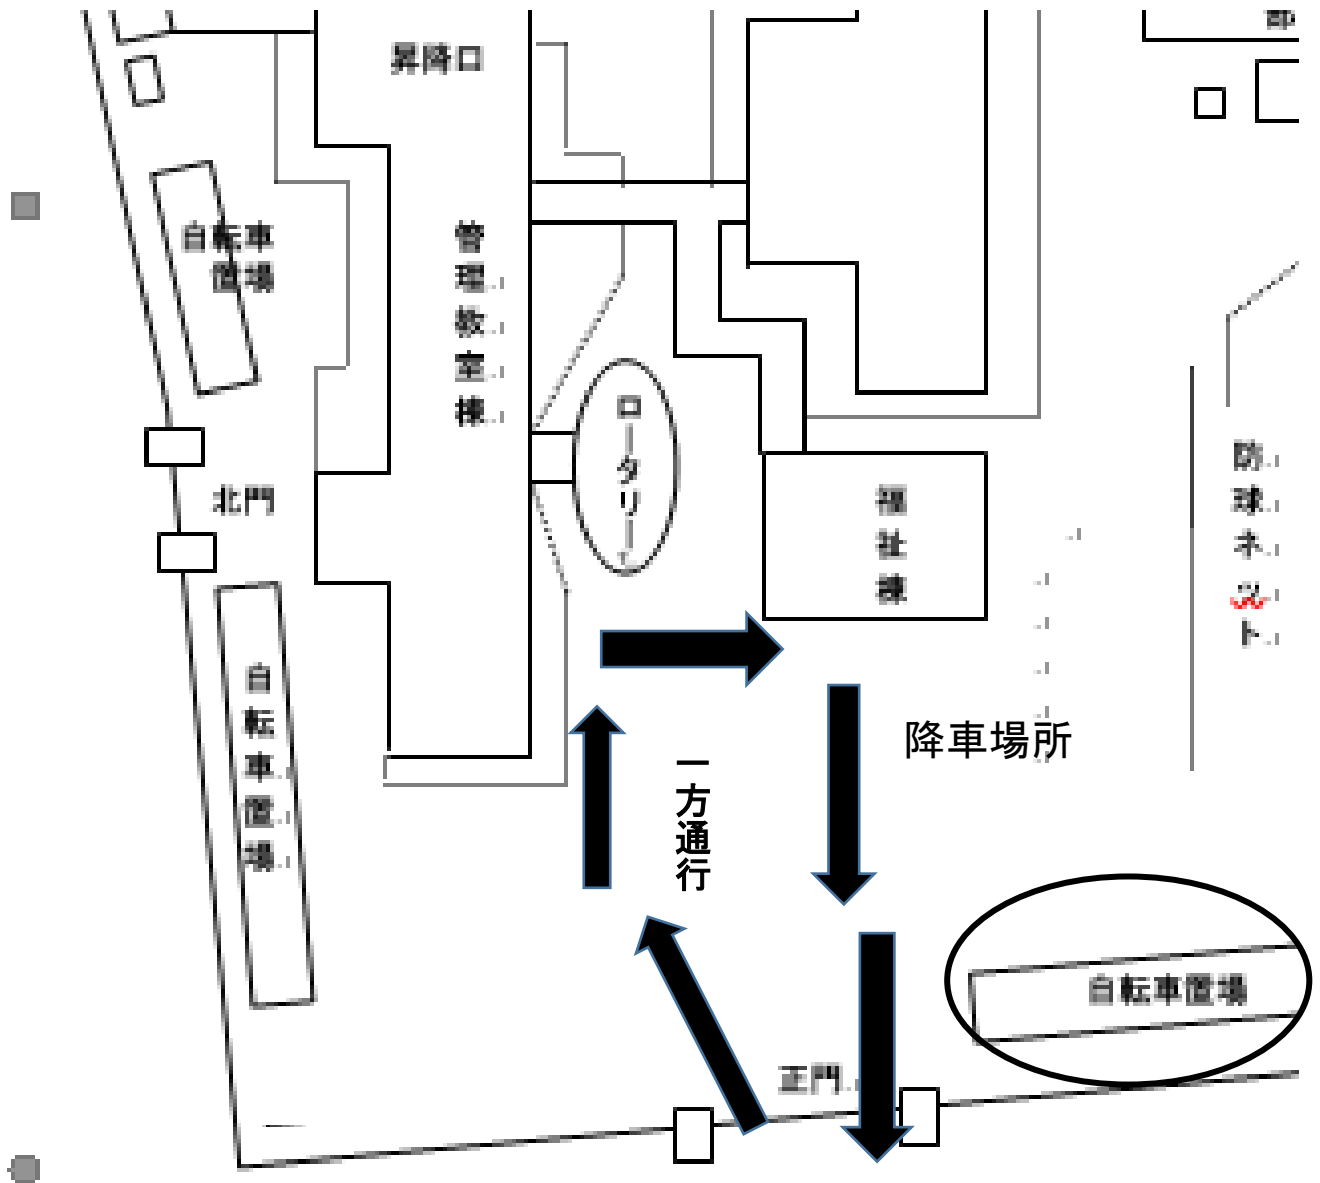 部
昇降口
自転車
置場
管理教室棟
ロータリー
北門
福祉棟
防球ネット
自転車置場
降車場所
一方通行
自転車置場
正門